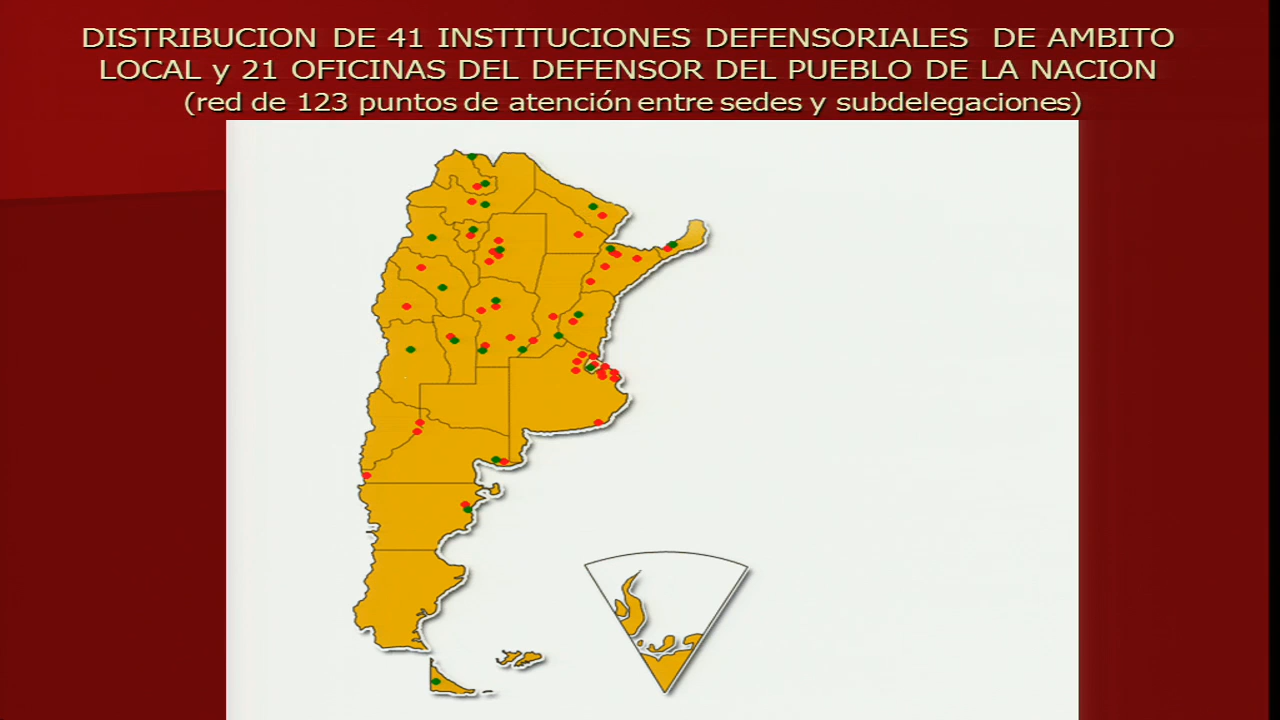 DISTRIBUCION DE 41 INSTITUCIONES DEFENSORIALES DE AMBITO
LOCAL y 21 OFICINAS DEL DEFENSOR DEL PUEBLO DE LA NACION
(red de 123 puntos de atención entre sedes y subdelegaciones)